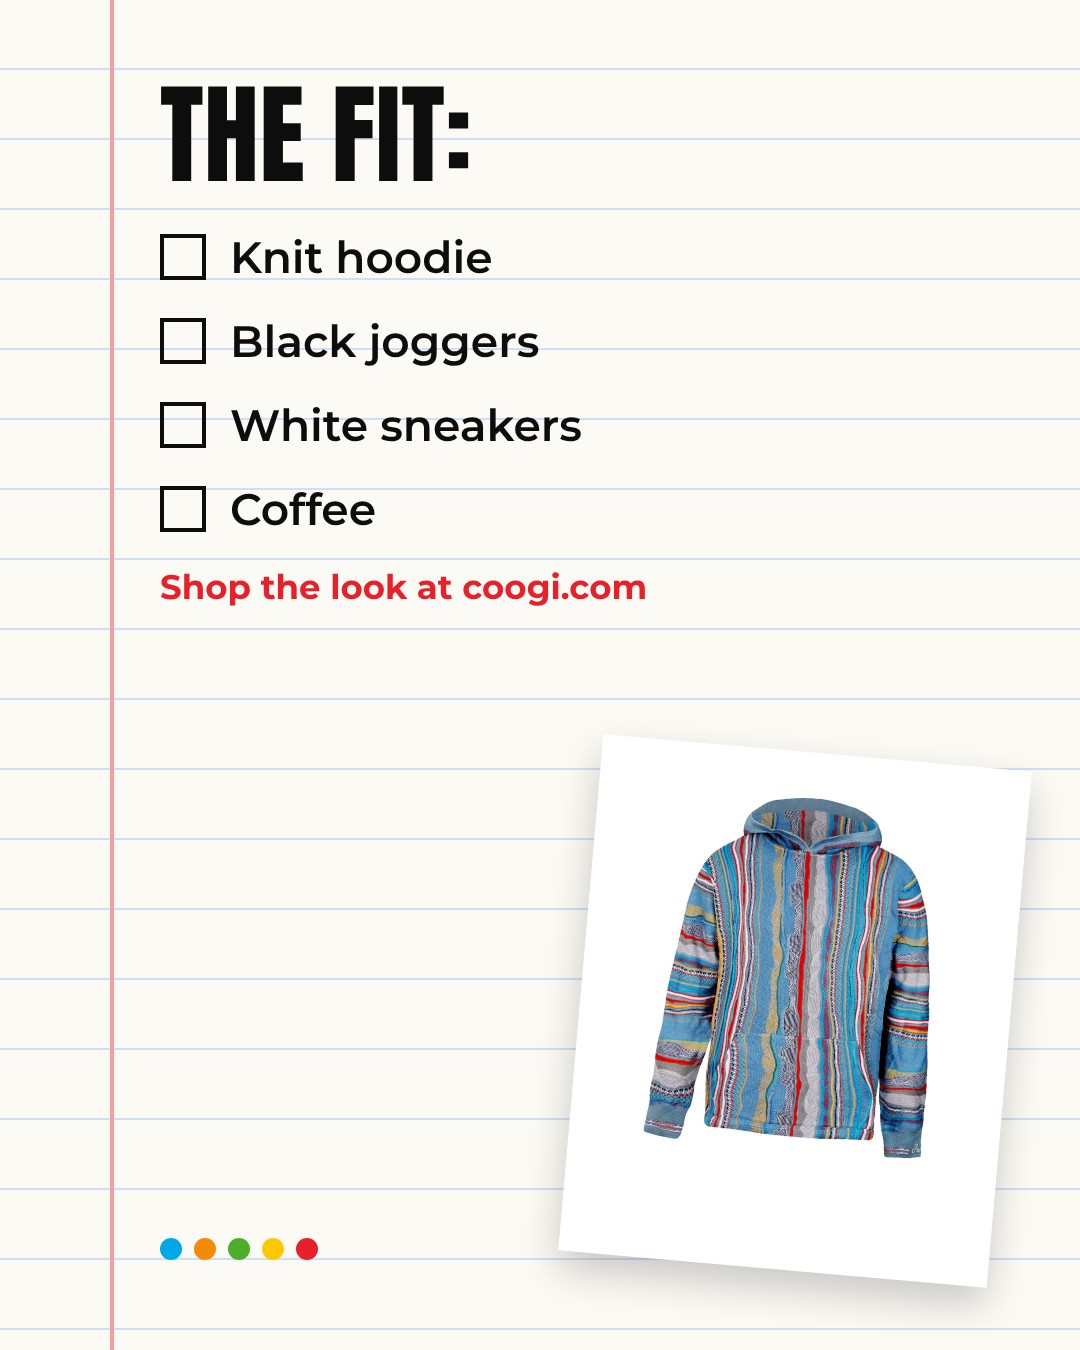 THE FIT:
Knit hoodie
Black joggers
White sneakers
Coffee
Shop the look at coogi.com